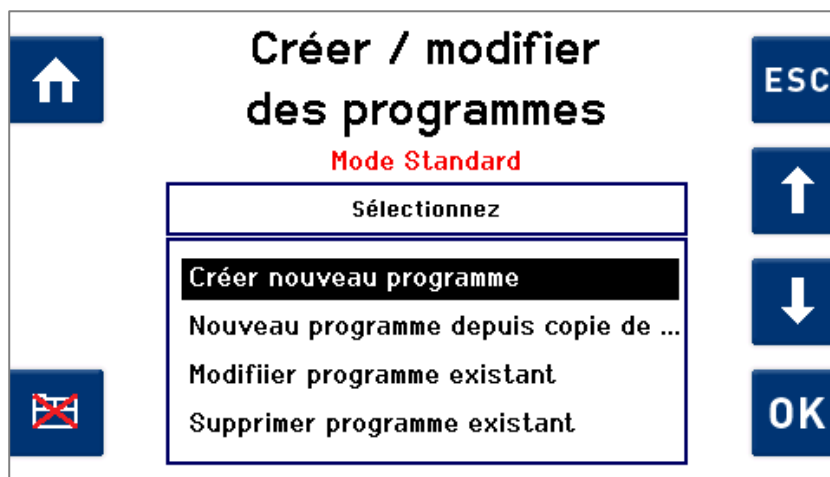 Créer / modifier
des programmes
Mode Standard
Sélectionnez
Créer nouveau programme
Nouveau programme depuis copie de ...
Modifiier programme existant
Supprimer programme existant
ESC
OK